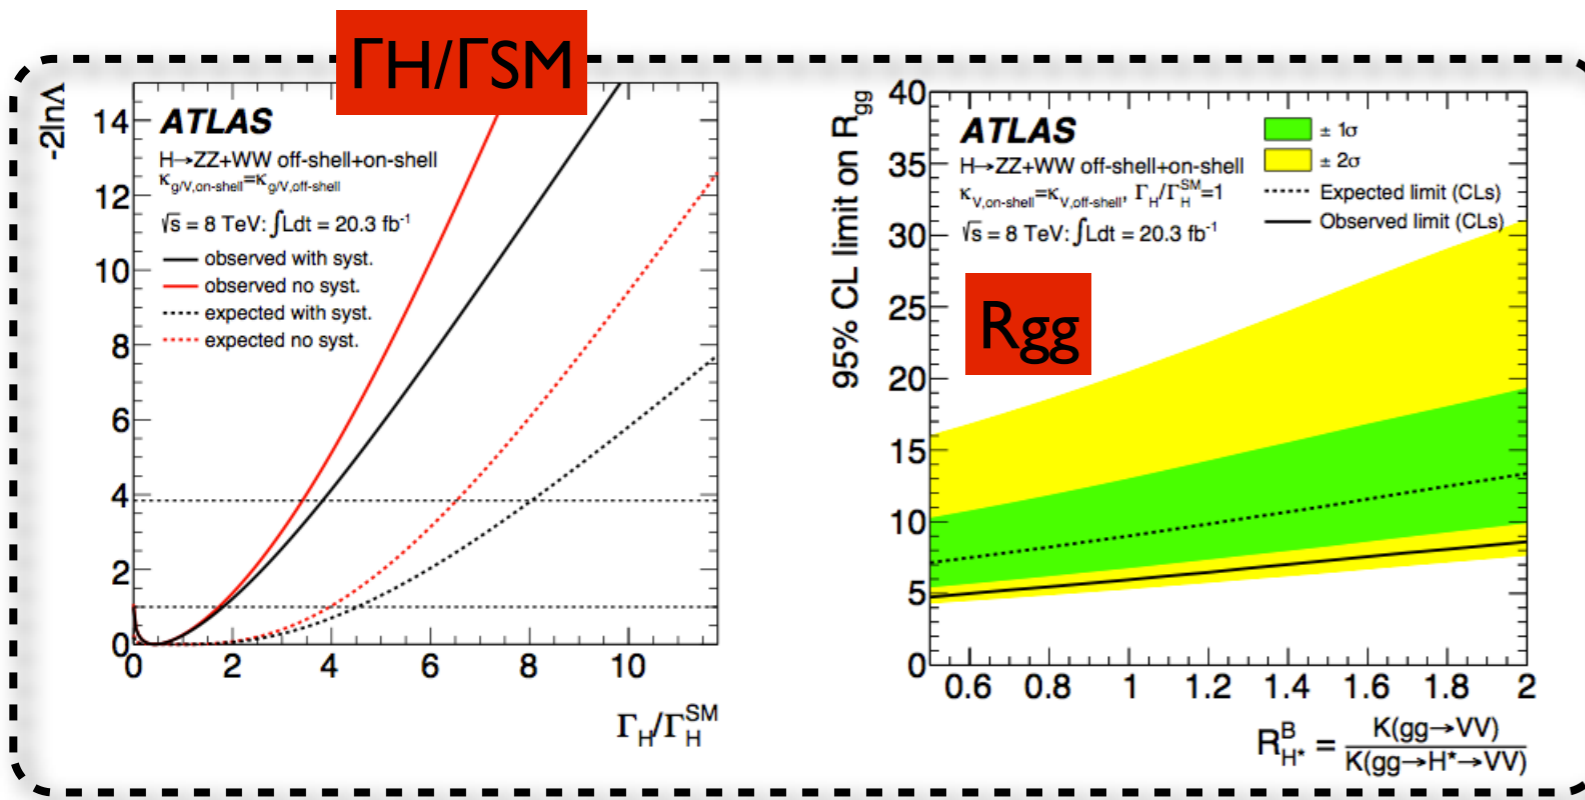 ΓH/ΓSM
-2lnΛ
14
12
10
8
6
4
2
0
ATLAS
H→ZZ+WW off-shell+on-shell
κg/V,on-shell=κg/V,off-shell
√s = 8 TeV: ∫Ldt = 20.3 fb-1
observed with syst.
observed no syst.
expected with syst.
expected no syst.
0 2 4 6 8 10
ΓH/ΓHSM
95% CL limit on Rgg
40
35
30
25
20
15
10
5
0
ATLAS
H→ZZ+WW off-shell+on-shell
κV,on-shell=κV,off-shell, ΓH/ΓHSM=1
√s = 8 TeV: ∫Ldt = 20.3 fb-1
± 1σ
± 2σ
Expected limit (CLs)
Observed limit (CLs)
Rgg
0.6 0.8 1 1.2 1.4 1.6 1.8 2
RBH* = K(gg→VV)
K(gg→H*→VV)